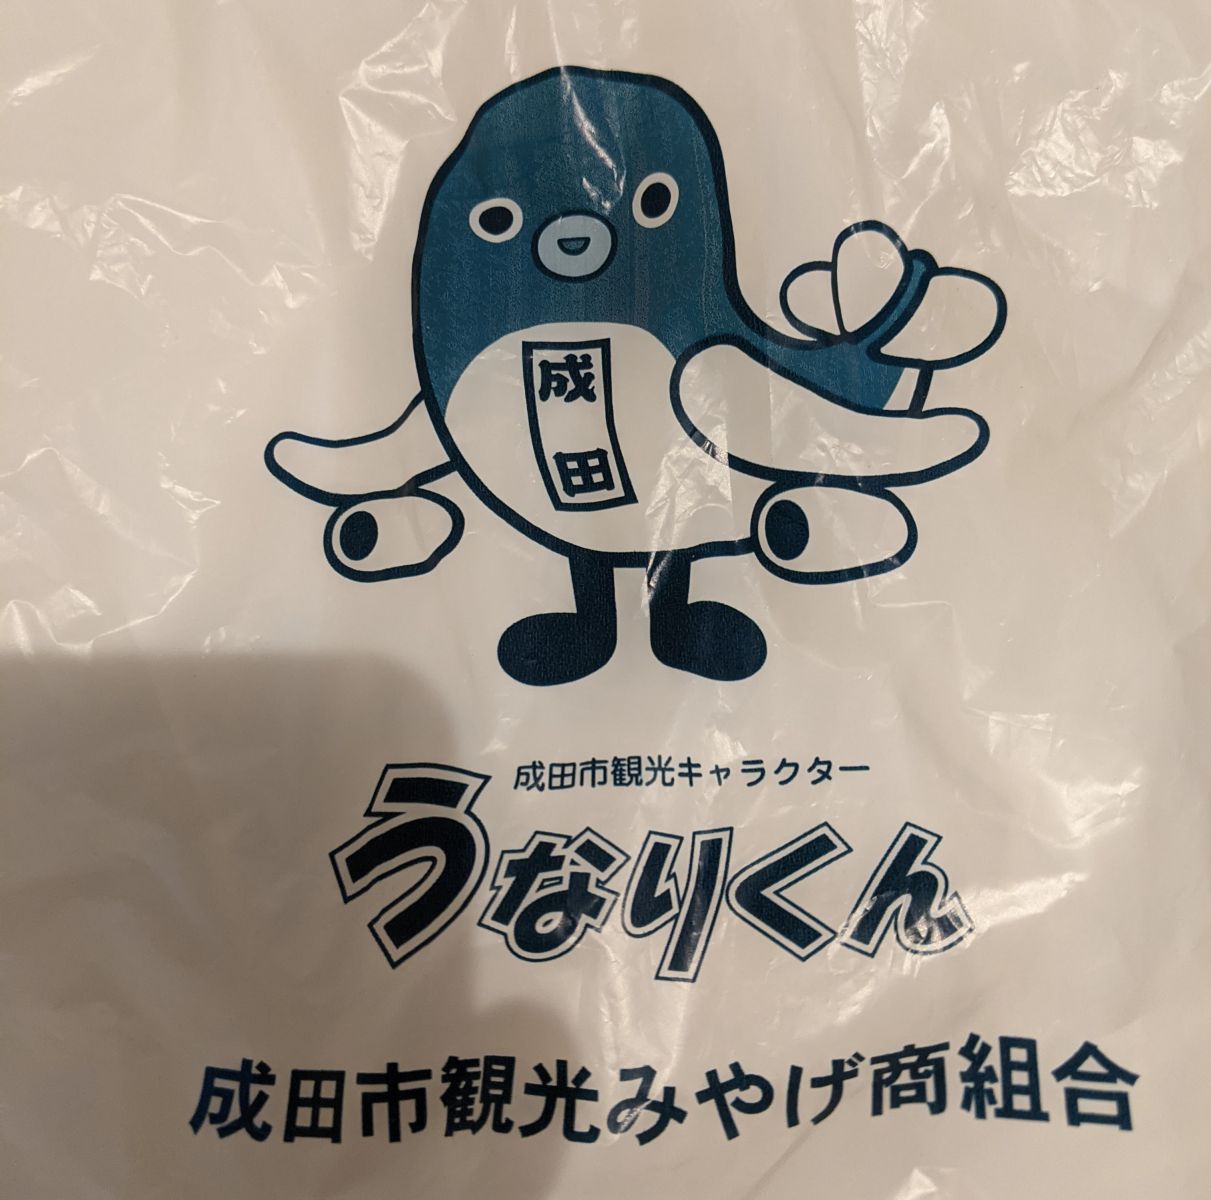 成田
成田市観光キャラクター
うなりくん
成田市観光みやげ商組合